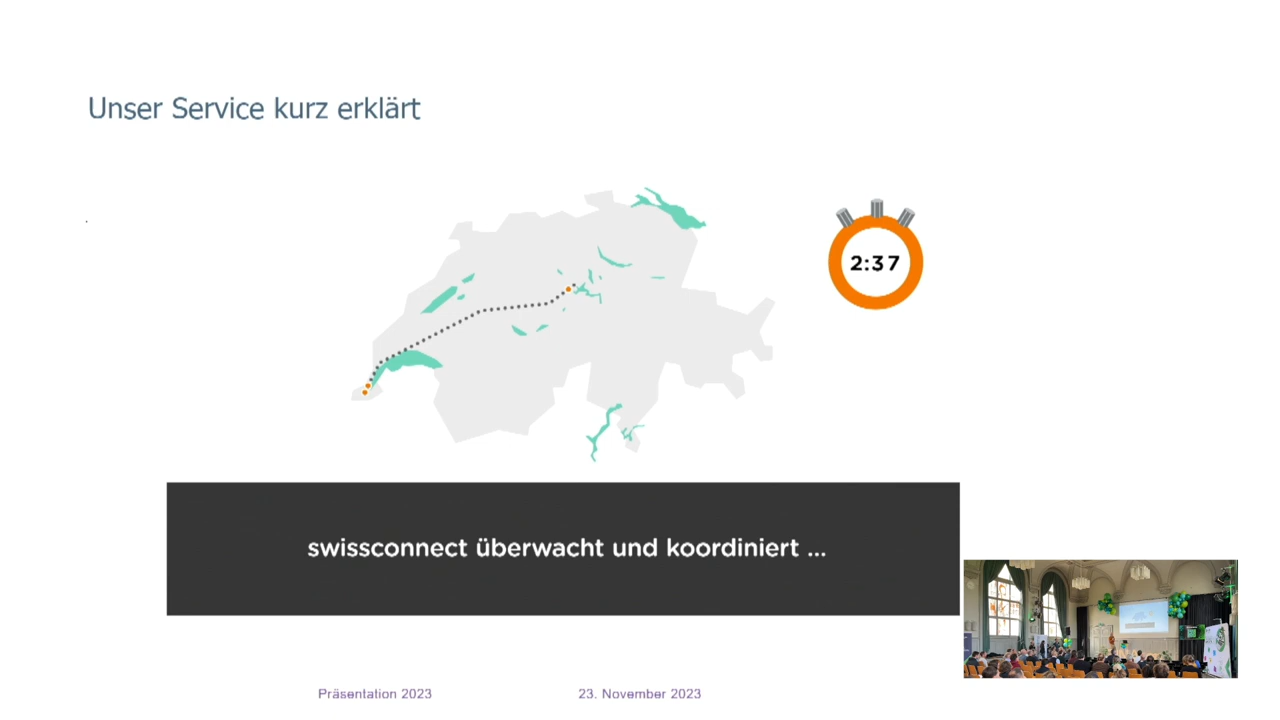 Unser Service kurz erklärt
2:37
swissconnect überwacht und koordiniert ...
Präsentation 2023
23. November 2023